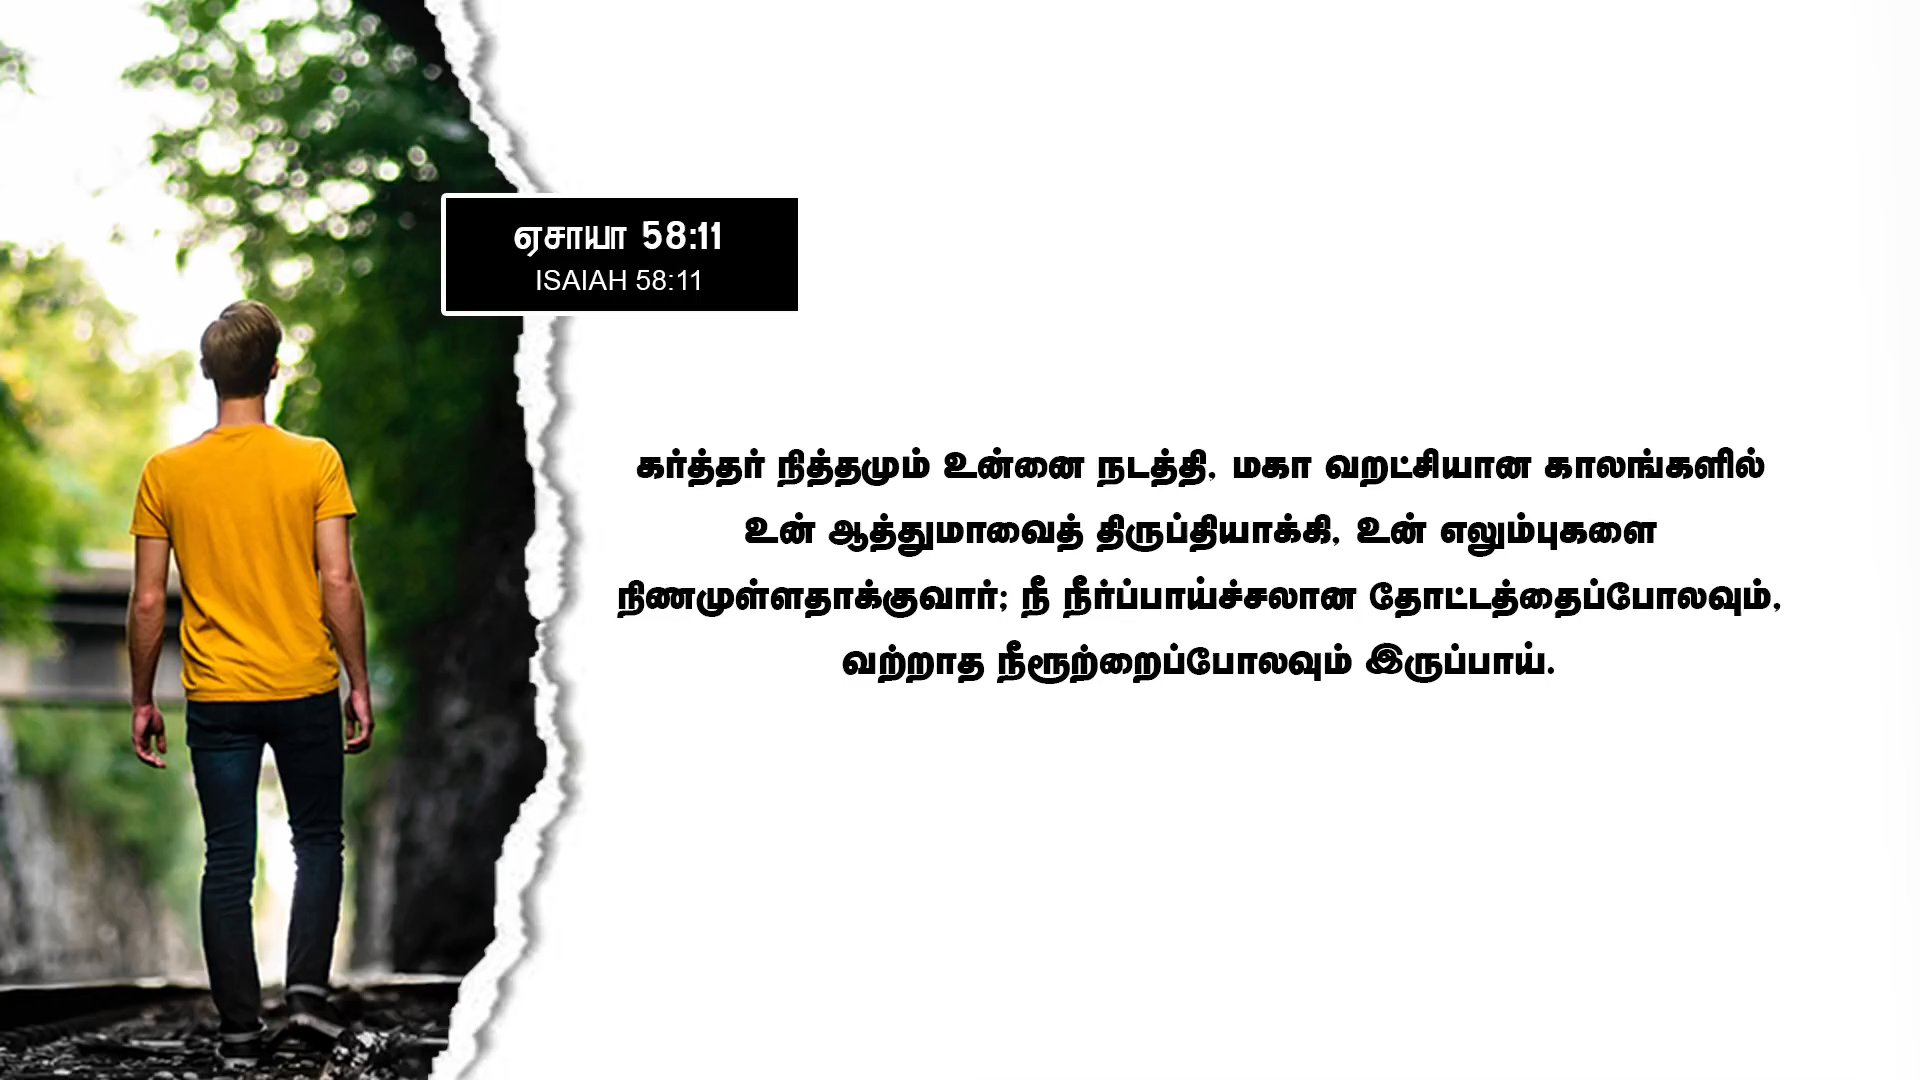 ஏசாயா 58:11
ISAIAH 58:11
கர்த்தர் நித்தமும் உன்னை நடத்தி, மகா வறட்சியான காலங்களில்
உன் ஆத்துமாவைத் திருப்தியாக்கி, உன் எலும்புகளை
நிணமுள்ளதாக்குவார்; நீ நீர்ப்பாய்ச்சலான தோட்டத்தைப்போலவும்,
வற்றாத நீரூற்றைப்போலவும் இருப்பாய்.